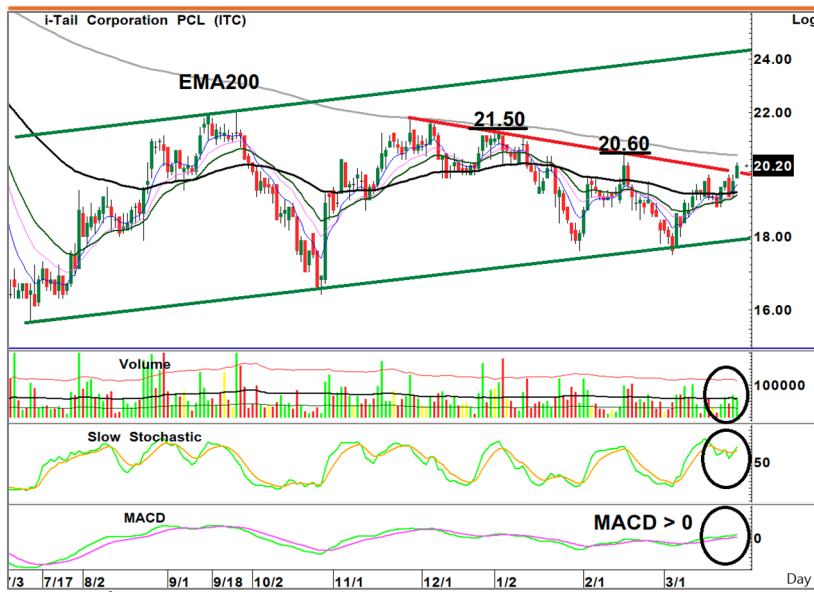 i-Tail Corporation PCL (ITC)
Log
24.00
EMA200
22.00
21.50
20.60
20.20
18.00
16.00
Volume
100000
Slow Stochastic
50
MACD
MACD > 0
0
/3 7/17 8/2 9/1 9/18 10/2 11/1 12/1 1/2 2/1 3/1 Day